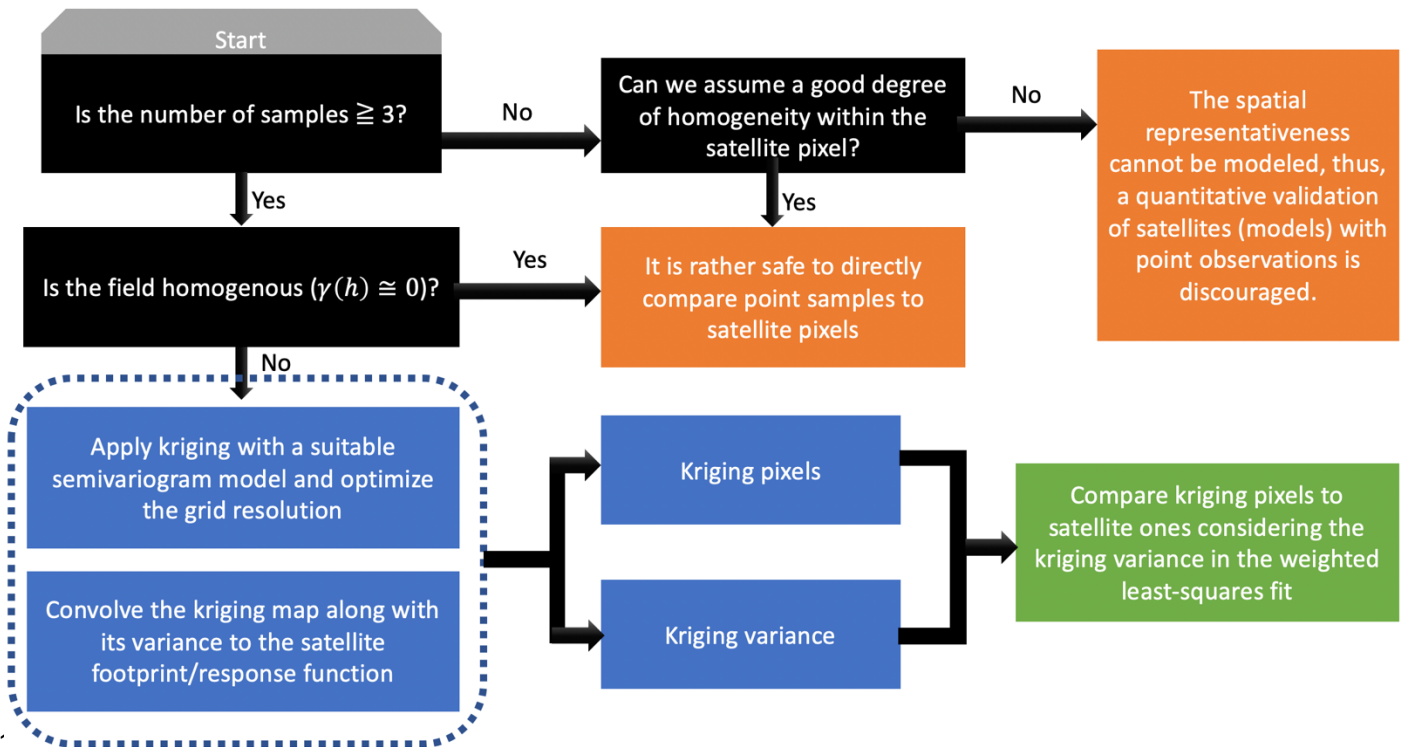 Start
Is the number of samples ≧ 3?
No
Can we assume a good degree
of homogeneity within the
satellite pixel?
No
The spatial
representativeness
cannot be modeled, thus,
a quantitative validation
of satellites (models) with
point observations is
discouraged.
Yes
Yes
Is the field homogenous (γ(h) ≅ 0)?
Yes
It is rather safe to directly
compare point samples to
satellite pixels
No
Apply kriging with a suitable
semivariogram model and optimize
the grid resolution
Convolve the kriging map along with
its variance to the satellite
footprint/response function
Kriging pixels
Kriging variance
Compare kriging pixels to
satellite ones considering the
kriging variance in the weighted
least-squares fit